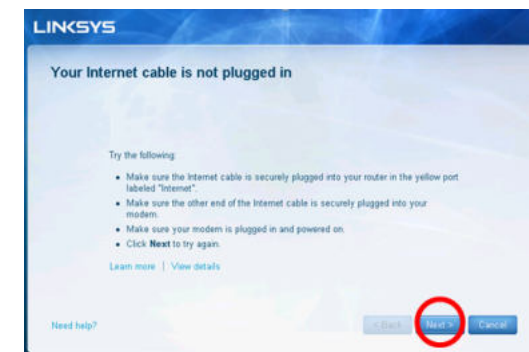 LINKSYS
Your Internet cable is not plugged in
Try the following:
• Make sure the Internet cable is securely plugged into your router in the yellow port
labeled "Internet".
• Make sure the other end of the Internet cable is securely plugged into your
modem.
• Make sure your modem is plugged in and powered on.
• Click Next to try again.
Learn more | View details
Need help? < Back Next > Cancel